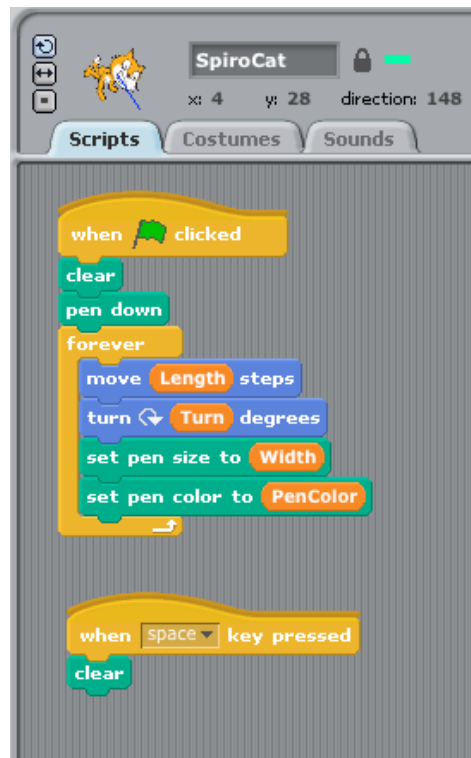 SpiroCat
x: 4 y: 28 direction: 148
Scripts Costumes Sounds
when clicked
clear
pen down
forever
move Length steps
turn Turn degrees
set pen size to Width
set pen color to PenColor
when space key pressed
clear